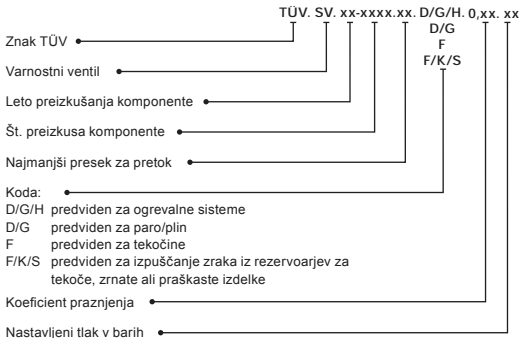 TÜV. SV. xx-xxxx.xx. D/G/H. 0,xx. xx
D/G
F
F/K/S
Znak TÜV
Varnostni ventil
Leto preizkušanja komponente
Št. preizkusa komponente
Najmanjši presek za pretok
Koda:
D/G/H predviden za ogrevalne sisteme
D/G predviden za paro/plin
F predviden za tekočine
F/K/S predviden za izpuščanje zraka iz rezervoarjev za
tekoče, zrnate ali praškaste izdelke
Koeficient praznjenja
Nastavljeni tlak v barih